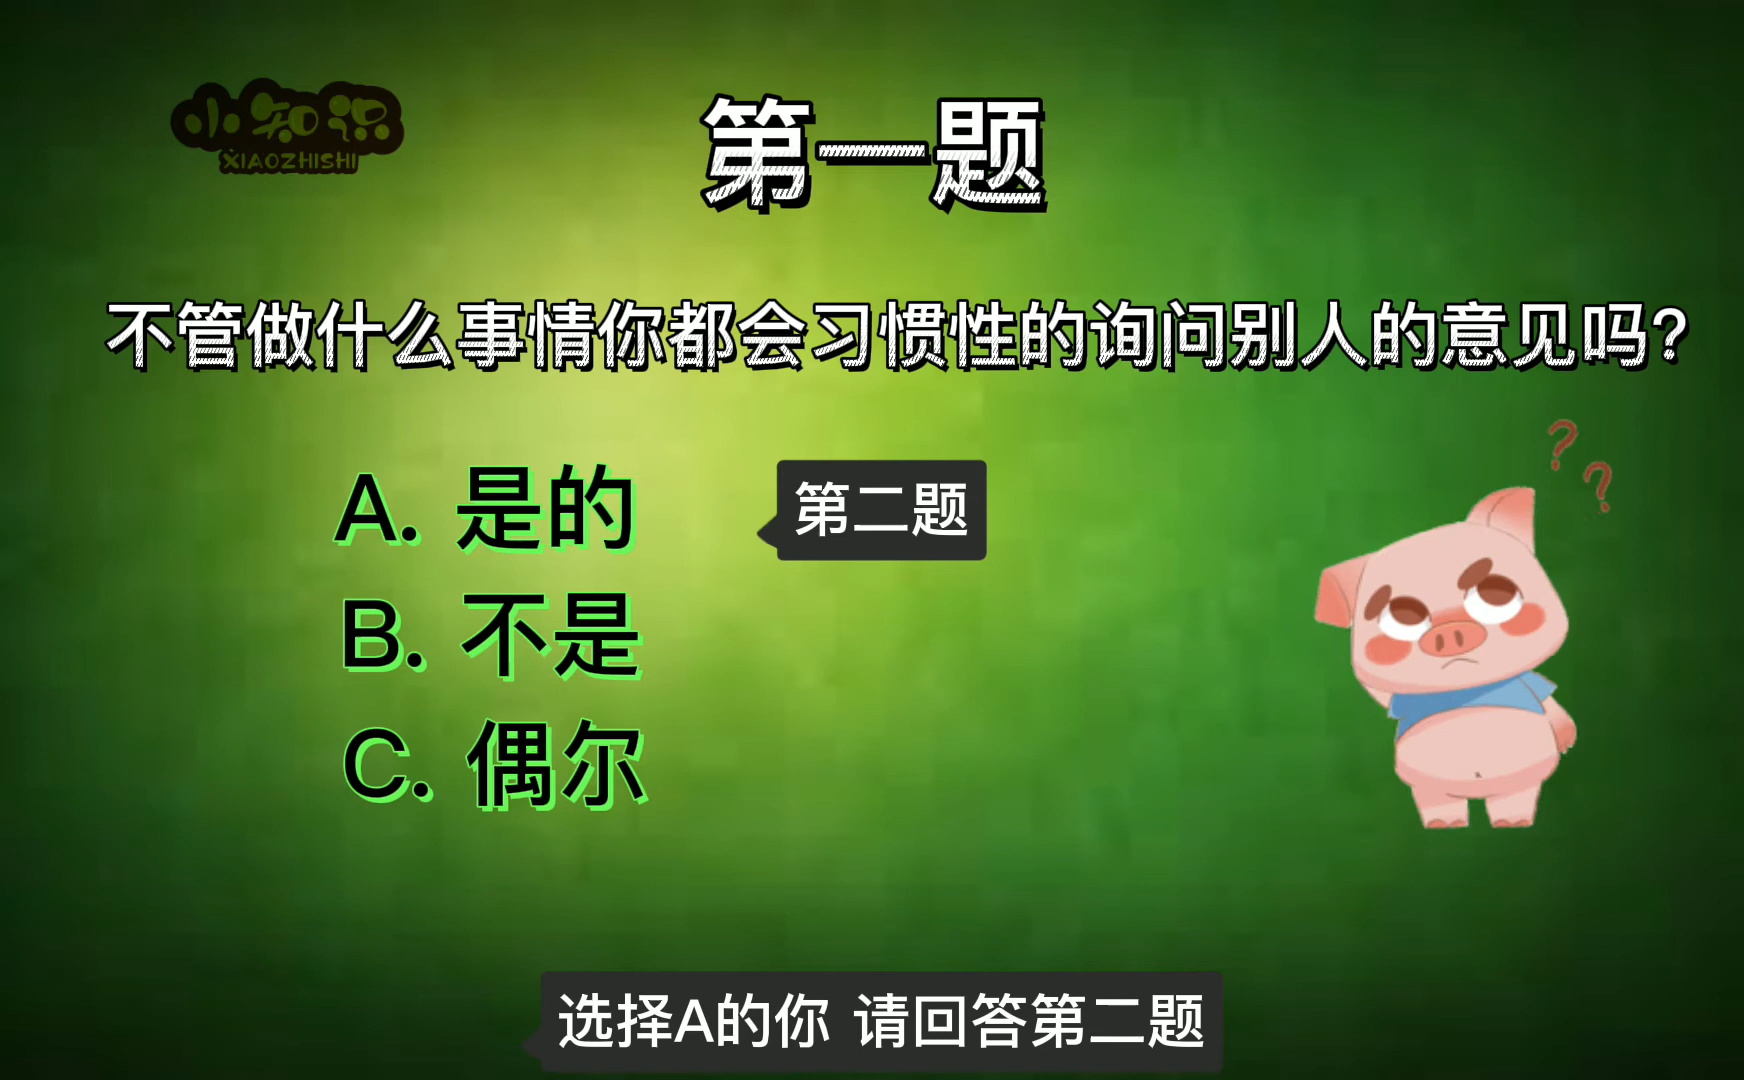 小知识
XIAOZHISHI
第一题
不管做什么事情你都会习惯性的询问别人的意见吗?
A. 是的
第二题
B. 不是
C. 偶尔
? ?
选择A的你 请回答第二题